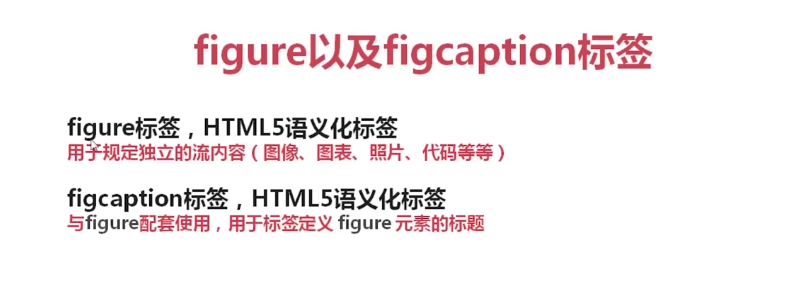 figure以及figcaption标签
figure标签，HTML5语义化标签
用于规定独立的流内容（图像、图表、照片、代码等等）
figcaption标签，HTML5语义化标签
与figure配套使用，用于标签定义 figure 元素的标题